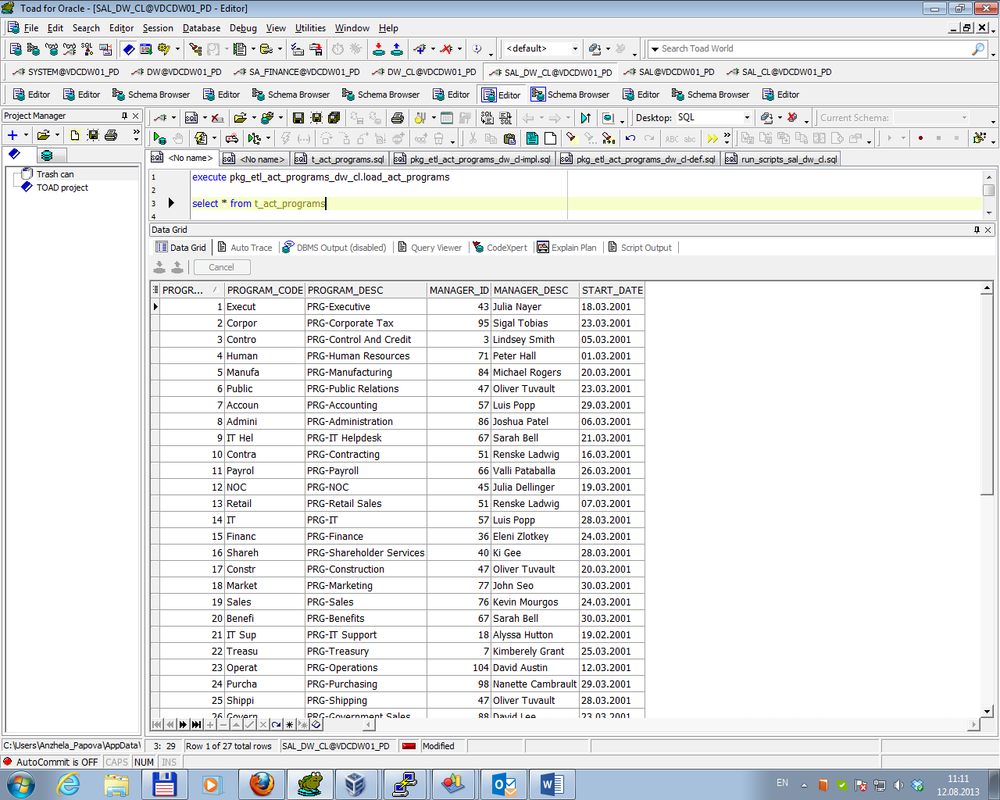 Toad for Oracle - [SAL_DW_CL@VDCDW01_PD - Editor]
File Edit Search Editor Session Database Debug View Utilities Window Help
<default> Search Toad World
SYSTEM@VDCDW01_PD DW@VDCDW01_PD SA_FINANCE@VDCDW01_PD DW_CL@VDCDW01_PD SAL_DW_CL@VDCDW01_PD SAL@VDCDW01_PD SAL_CL@VDCDW01_PD
Editor Editor Schema Browser Editor Schema Browser Schema Browser Editor Editor Schema Browser Editor Schema Browser Editor
Project Manager
Desktop: SQL Current Schema:
ABC abc
<No name> <No name> t_act_programs.sql pkg_etl_act_programs_dw_cl-impl.sql pkg_etl_act_programs_dw_cl-def.sql run_scripts_sal_dw_cl.sql
Trash can
TOAD project
1 execute pkg_etl_act_programs_dw_cl.load_act_programs
2
3 select * from t_act_programs
4
Data Grid
Data Grid Auto Trace DBMS Output (disabled) Query Viewer CodeXpert Explain Plan Script Output
Cancel
PROGR... PROGRAM_CODE PROGRAM_DESC MANAGER_ID MANAGER_DESC START_DATE
1 Execut PRG-Executive 43 Julia Nayer 18.03.2001
2 Corpor PRG-Corporate Tax 95 Sigal Tobias 23.03.2001
3 Contro PRG-Control And Credit 3 Lindsey Smith 05.03.2001
4 Human PRG-Human Resources 71 Peter Hall 01.03.2001
5 Manufa PRG-Manufacturing 84 Michael Rogers 20.03.2001
6 Public PRG-Public Relations 47 Oliver Tuvault 23.03.2001
7 Accoun PRG-Accounting 57 Luis Popp 29.03.2001
8 Admini PRG-Administration 86 Joshua Patel 06.03.2001
9 IT Hel PRG-IT Helpdesk 67 Sarah Bell 21.03.2001
10 Contra PRG-Contracting 51 Renske Ladwig 16.03.2001
11 Payrol PRG-Payroll 66 Valli Pataballa 26.03.2001
12 NOC PRG-NOC 45 Julia Dellinger 19.03.2001
13 Retail PRG-Retail Sales 51 Renske Ladwig 07.03.2001
14 IT PRG-IT 57 Luis Popp 28.03.2001
15 Financ PRG-Finance 36 Eleni Zlotkey 24.03.2001
16 Shareh PRG-Shareholder Services 40 Ki Gee 28.03.2001
17 Constr PRG-Construction 47 Oliver Tuvault 20.03.2001
18 Market PRG-Marketing 77 John Seo 30.03.2001
19 Sales PRG-Sales 76 Kevin Mourgos 24.03.2001
20 Benefi PRG-Benefits 67 Sarah Bell 30.03.2001
21 IT Sup PRG-IT Support 18 Alyssa Hutton 19.02.2001
22 Treasu PRG-Treasury 7 Kimberely Grant 25.03.2001
23 Operat PRG-Operations 104 David Austin 12.03.2001
24 Purcha PRG-Purchasing 98 Nanette Cambrault 29.03.2001
25 Shippi PRG-Shipping 47 Oliver Tuvault 28.03.2001
26 Govern PRG-Government Sales 88 David Lee 23.03.2001
C:\Users\Anzhela_Papova\AppData\ 3: 29 Row 1 of 27 total rows SAL_DW_CL@VDCDW01_PD Modified
AutoCommit is OFF CAPS NUM INS
EN 11:11
12.08.2013